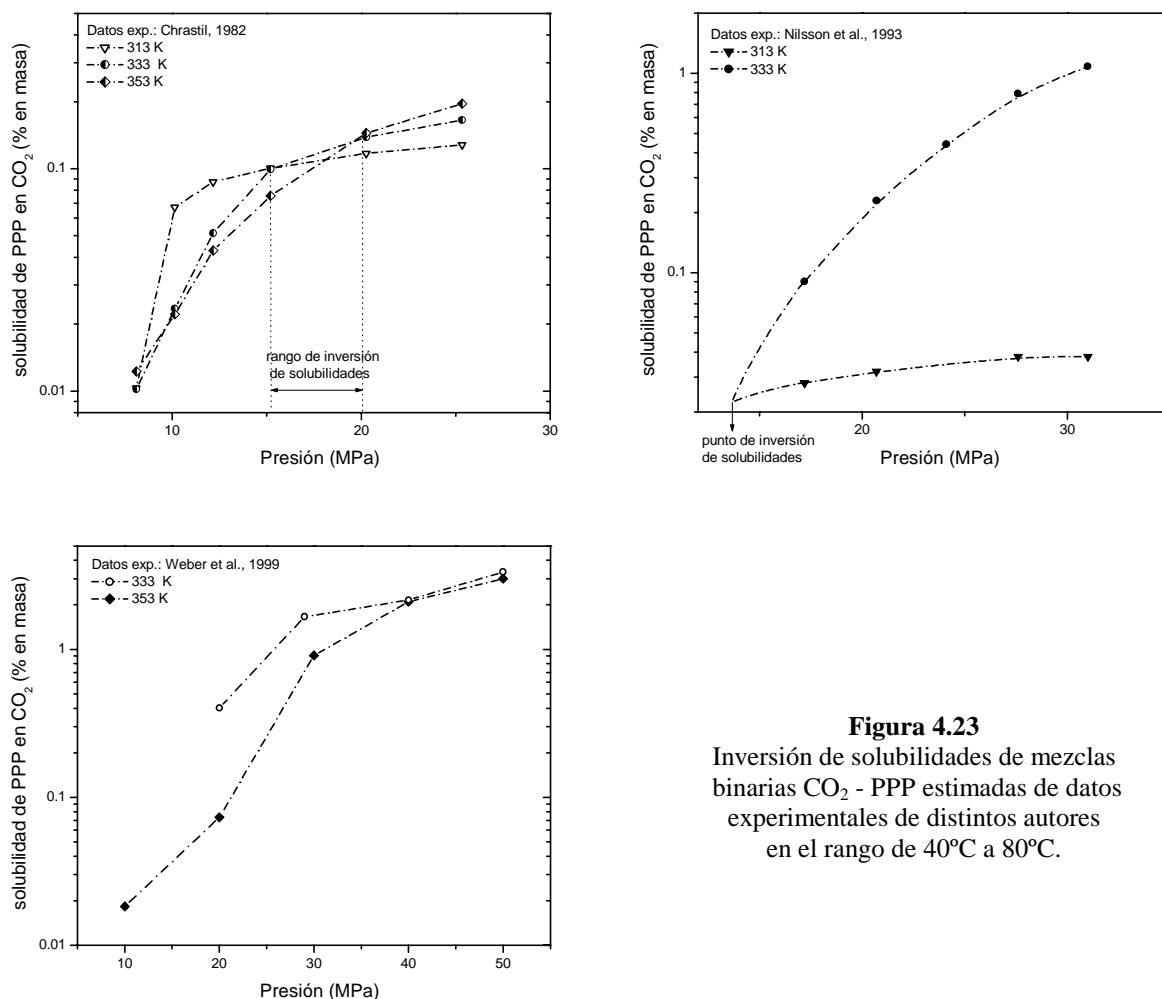 Datos exp.: Chrastil, 1982
313 K
333 K
353 K
solubilidad de PPP en CO2 (% en masa)
0.1
0.01
rango de inversión
de solubilidades
10
20
30
Presión (MPa)
Datos exp.: Nilsson et al., 1993
313 K
333 K
solubilidad de PPP en CO2 (% en masa)
1
0.1
punto de inversión
de solubilidades
20
30
Presión (MPa)
Datos exp.: Weber et al., 1999
333 K
353 K
solubilidad de PPP en CO2 (% en masa)
1
0.1
0.01
10
20
30
40
50
Presión (MPa)
Figura 4.23
Inversión de solubilidades de mezclas
binarias CO2 - PPP estimadas de datos
experimentales de distintos autores
en el rango de 40ºC a 80ºC.